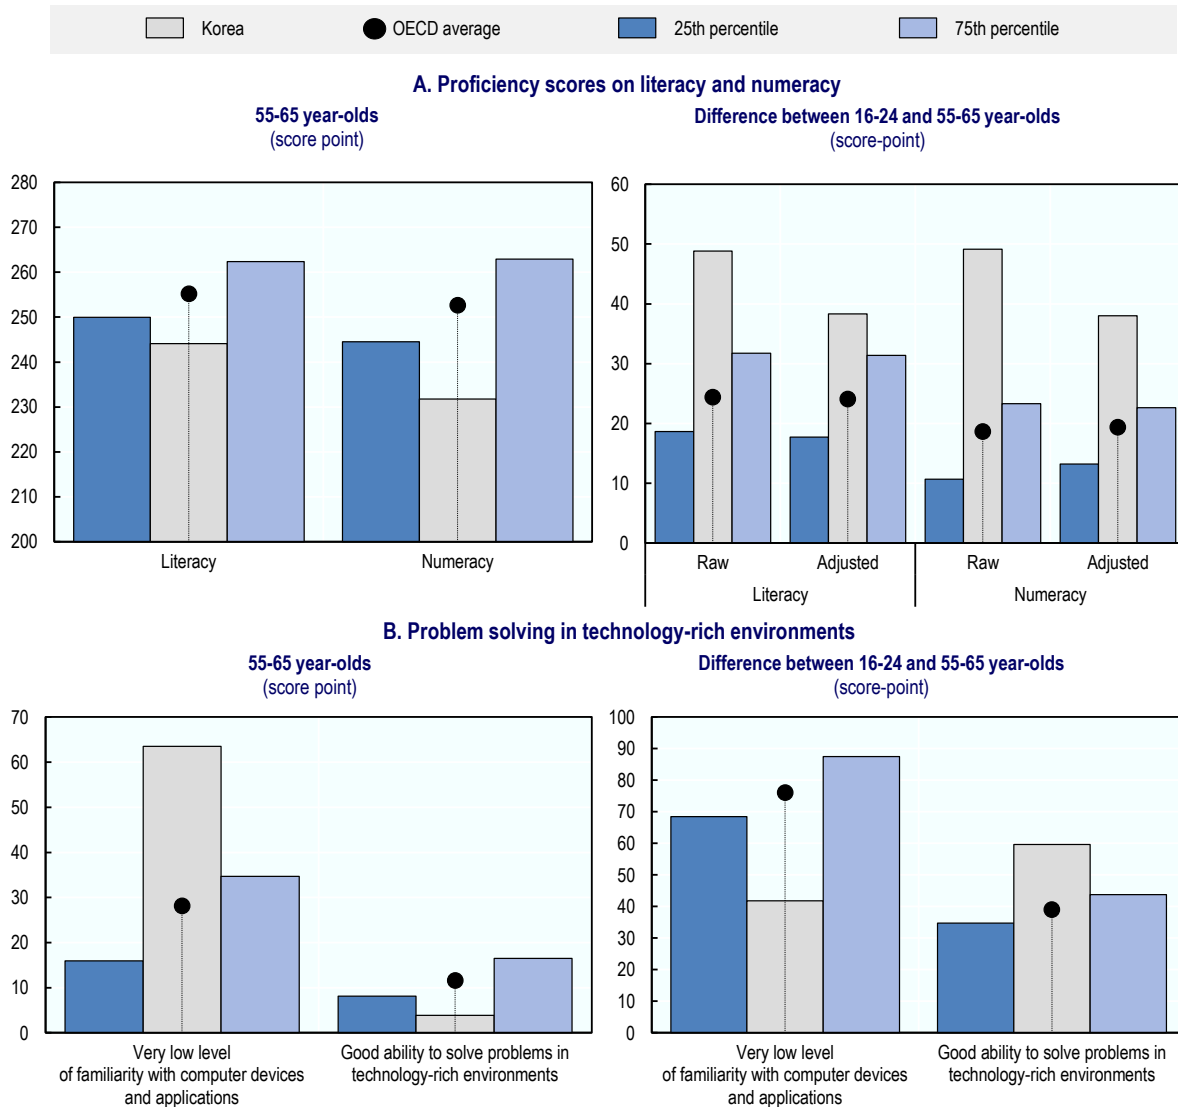 Korea OECD average 25th percentile 75th percentile
A. Proficiency scores on literacy and numeracy
55-65 year-olds
(score point)
280
270
260
250
240
230
220
210
200
Literacy Numeracy
Difference between 16-24 and 55-65 year-olds
(score-point)
60
50
40
30
20
10
0
Raw Adjusted Raw Adjusted
Literacy Numeracy
B. Problem solving in technology-rich environments
55-65 year-olds
(score point)
70
60
50
40
30
20
10
0
Very low level
of familiarity with computer devices
and applications
Good ability to solve problems in
technology-rich environments
Difference between 16-24 and 55-65 year-olds
(score-point)
100
90
80
70
60
50
40
30
20
10
0
Very low level
of familiarity with computer devices
and applications
Good ability to solve problems in
technology-rich environments